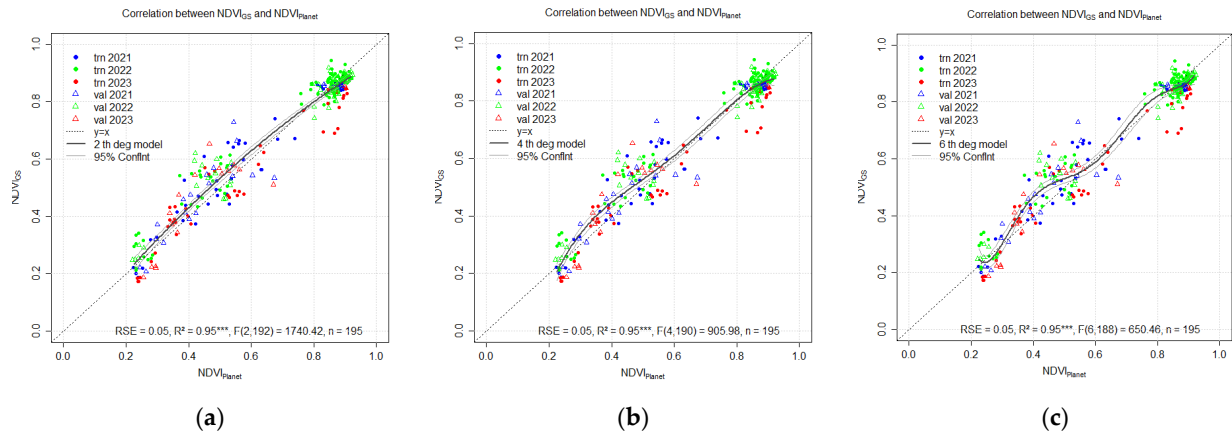 Correlation between NDVIGS and NDVIPlanet
1.0
0.8
0.6
0.4
0.2
0.0
NDVIGS
trn 2021
trn 2022
trn 2023
val 2021
val 2022
val 2023
y=x
2 th deg model
95% ConfInt
RSE = 0.05, R² = 0.95***, F(2,192) = 1740.42, n = 195
0.0 0.2 0.4 0.6 0.8 1.0
NDVIPlanet
(a)
Correlation between NDVIGS and NDVIPlanet
1.0
0.8
0.6
0.4
0.2
0.0
NDVIGS
trn 2021
trn 2022
trn 2023
val 2021
val 2022
val 2023
y=x
4 th deg model
95% ConfInt
RSE = 0.05, R² = 0.95***, F(4,190) = 905.98, n = 195
0.0 0.2 0.4 0.6 0.8 1.0
NDVIPlanet
(b)
Correlation between NDVIGS and NDVIPlanet
1.0
0.8
0.6
0.4
0.2
0.0
NDVIGS
trn 2021
trn 2022
trn 2023
val 2021
val 2022
val 2023
y=x
6 th deg model
95% ConfInt
RSE = 0.05, R² = 0.95***, F(6,188) = 650.46, n = 195
0.0 0.2 0.4 0.6 0.8 1.0
NDVIPlanet
(c)